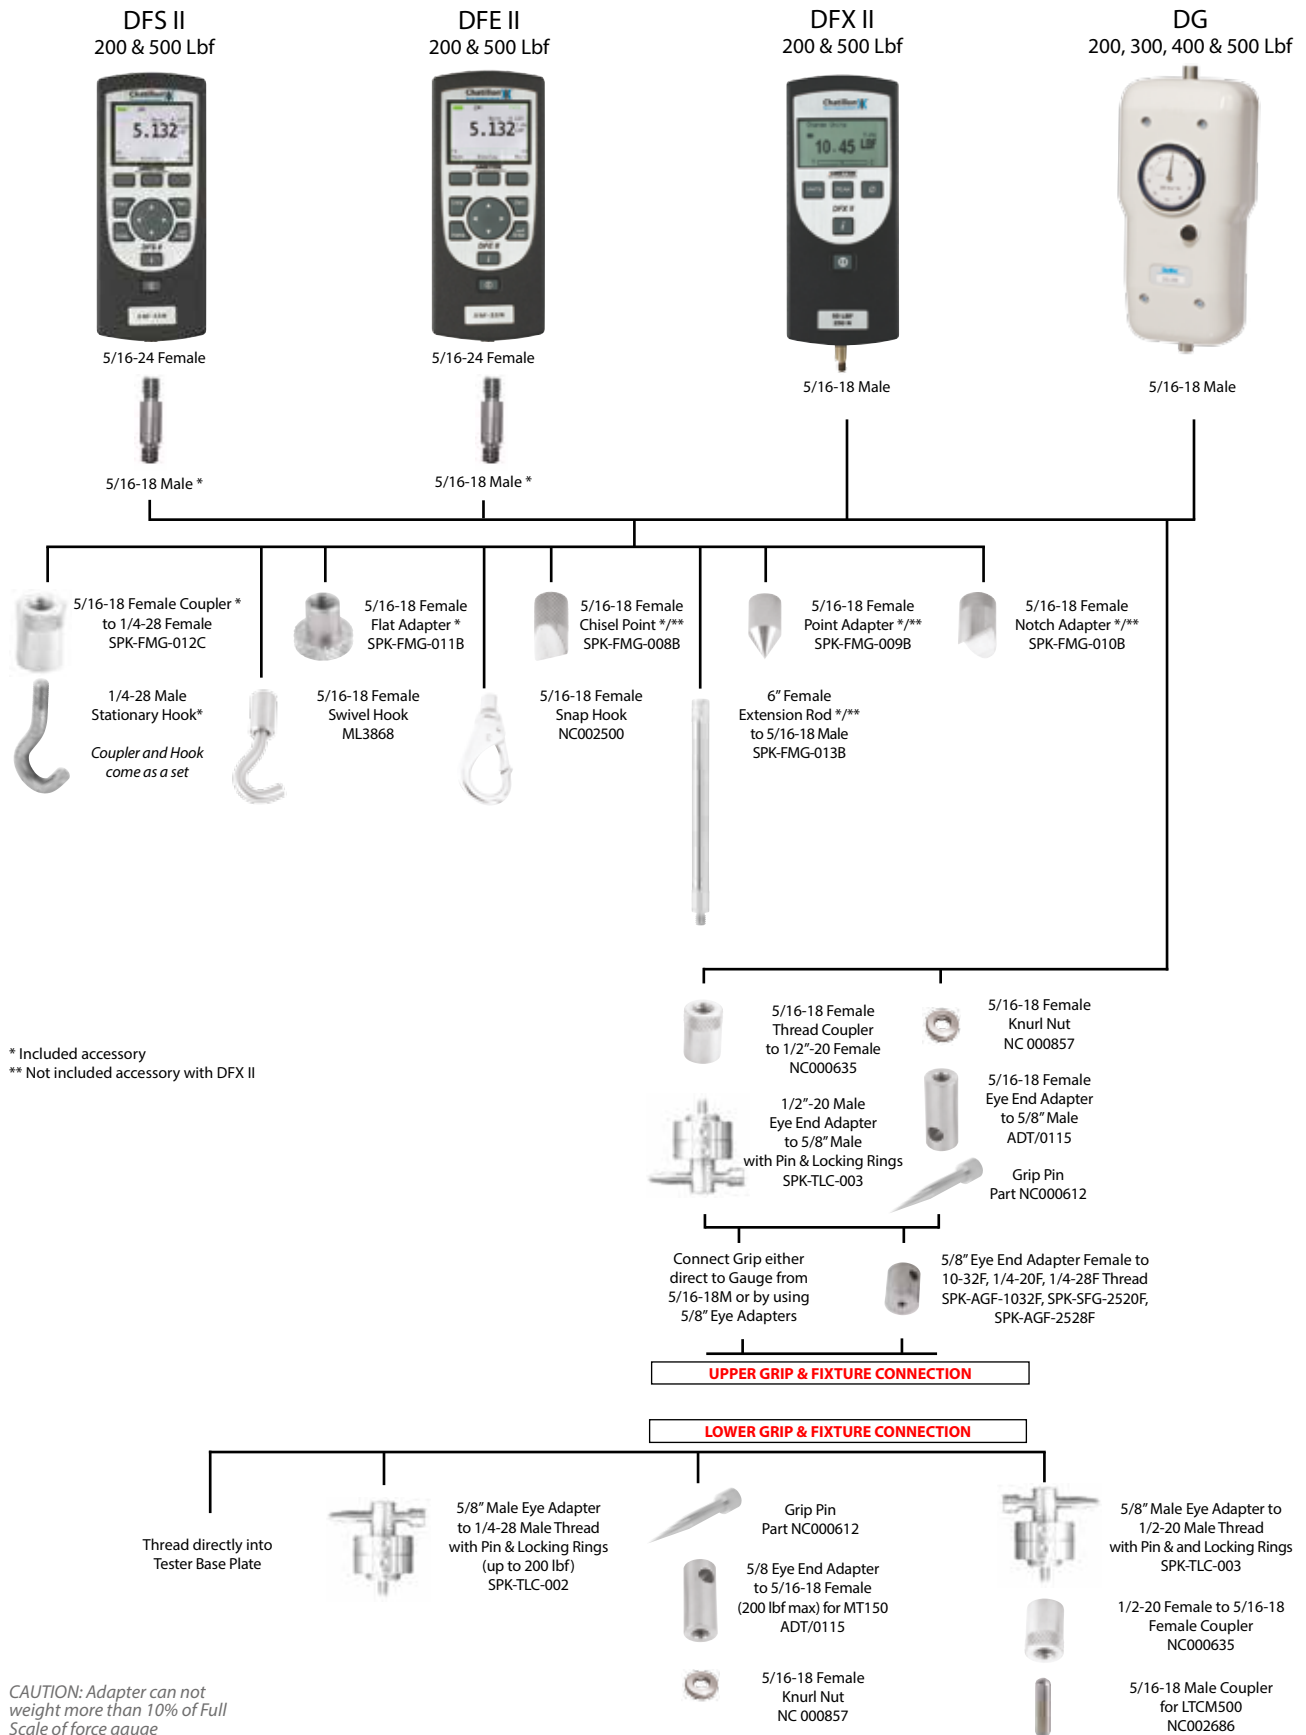 DFS II
200 & 500 Lbf
DFE II
200 & 500 Lbf
DFX II
200 & 500 Lbf
DG
200, 300, 400 & 500 Lbf
Chatillon
5.132
DFS II
Chatillon
5.132
DFE II
Chatillon
10.45 LBF
AMETEK
UNITS
PEAK
DFX II
50 LBF
5/16-24 Female
5/16-24 Female
5/16-18 Male
5/16-18 Male
5/16-18 Male *
5/16-18 Male *
5/16-18 Female Coupler *
to 1/4-28 Female
SPK-FMG-012C
5/16-18 Female
Flat Adapter *
SPK-FMG-011B
5/16-18 Female
Chisel Point */**
SPK-FMG-008B
5/16-18 Female
Point Adapter */**
SPK-FMG-009B
5/16-18 Female
Notch Adapter */**
SPK-FMG-010B
1/4-28 Male
Stationary Hook*
Coupler and Hook
come as a set
5/16-18 Female
Swivel Hook
ML3868
5/16-18 Female
Snap Hook
NC002500
6” Female
Extension Rod */**
to 5/16-18 Male
SPK-FMG-013B
* Included accessory
** Not included accessory with DFX II
5/16-18 Female
Thread Coupler
to 1/2”-20 Female
NC000635
5/16-18 Female
Knurl Nut
NC 000857
1/2”-20 Male
Eye End Adapter
to 5/8” Male
with Pin & Locking Rings
SPK-TLC-003
5/16-18 Female
Eye End Adapter
to 5/8” Male
ADT/0115
Grip Pin
Part NC000612
Connect Grip either
direct to Gauge from
5/16-18M or by using
5/8” Eye Adapters
5/8” Eye End Adapter Female to
10-32F, 1/4-20F, 1/4-28F Thread
SPK-AGF-1032F, SPK-SFG-2520F,
SPK-AGF-2528F
UPPER GRIP & FIXTURE CONNECTION
LOWER GRIP & FIXTURE CONNECTION
Thread directly into
Tester Base Plate
5/8” Male Eye Adapter
to 1/4-28 Male Thread
with Pin & Locking Rings
(up to 200 lbf)
SPK-TLC-002
Grip Pin
Part NC000612
5/8 Eye End Adapter
to 5/16-18 Female
(200 lbf max) for MT150
ADT/0115
5/16-18 Female
Knurl Nut
NC 000857
5/8” Male Eye Adapter to
1/2-20 Male Thread
with Pin & and Locking Rings
SPK-TLC-003
1/2-20 Female to 5/16-18
Female Coupler
NC000635
5/16-18 Male Coupler
for LTCM500
NC002686
CAUTION: Adapter can not
weight more than 10% of Full
Scale of force gauge